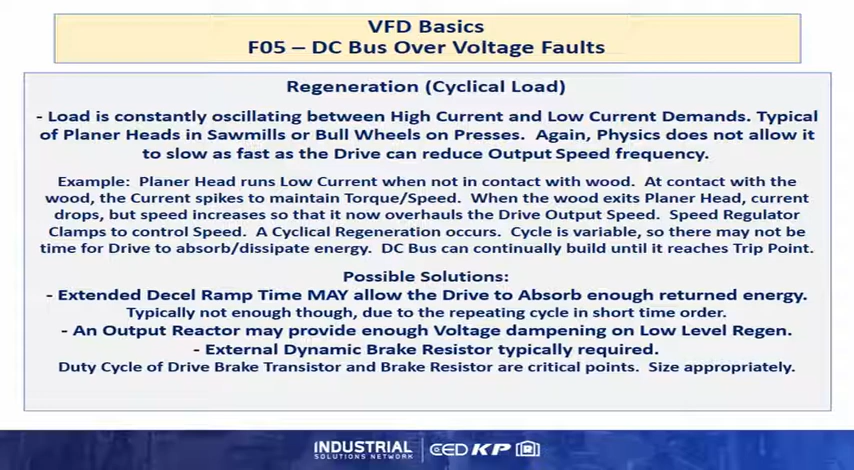 VFD Basics
F05 – DC Bus Over Voltage Faults
Regeneration (Cyclical Load)
- Load is constantly oscillating between High Current and Low Current Demands. Typical
of Planer Heads in Sawmills or Bull Wheels on Presses. Again, Physics does not allow it
to slow as fast as the Drive can reduce Output Speed frequency.
Example: Planer Head runs Low Current when not in contact with wood. At contact with the
wood, the Current spikes to maintain Torque/Speed. When the wood exits Planer Head, current
drops, but speed increases so that it now overhauls the Drive Output Speed. Speed Regulator
Clamps to control Speed. A Cyclical Regeneration occurs. Cycle is variable, so there may not be
time for Drive to absorb/dissipate energy. DC Bus can continually build until it reaches Trip Point.
Possible Solutions:
- Extended Decel Ramp Time MAY allow the Drive to Absorb enough returned energy.
Typically not enough though, due to the repeating cycle in short time order.
- An Output Reactor may provide enough Voltage dampening on Low Level Regen.
- External Dynamic Brake Resistor typically required.
Duty Cycle of Drive Brake Transistor and Brake Resistor are critical points. Size appropriately.
INDUSTRIAL
SOLUTIONS NETWORK
CED KP